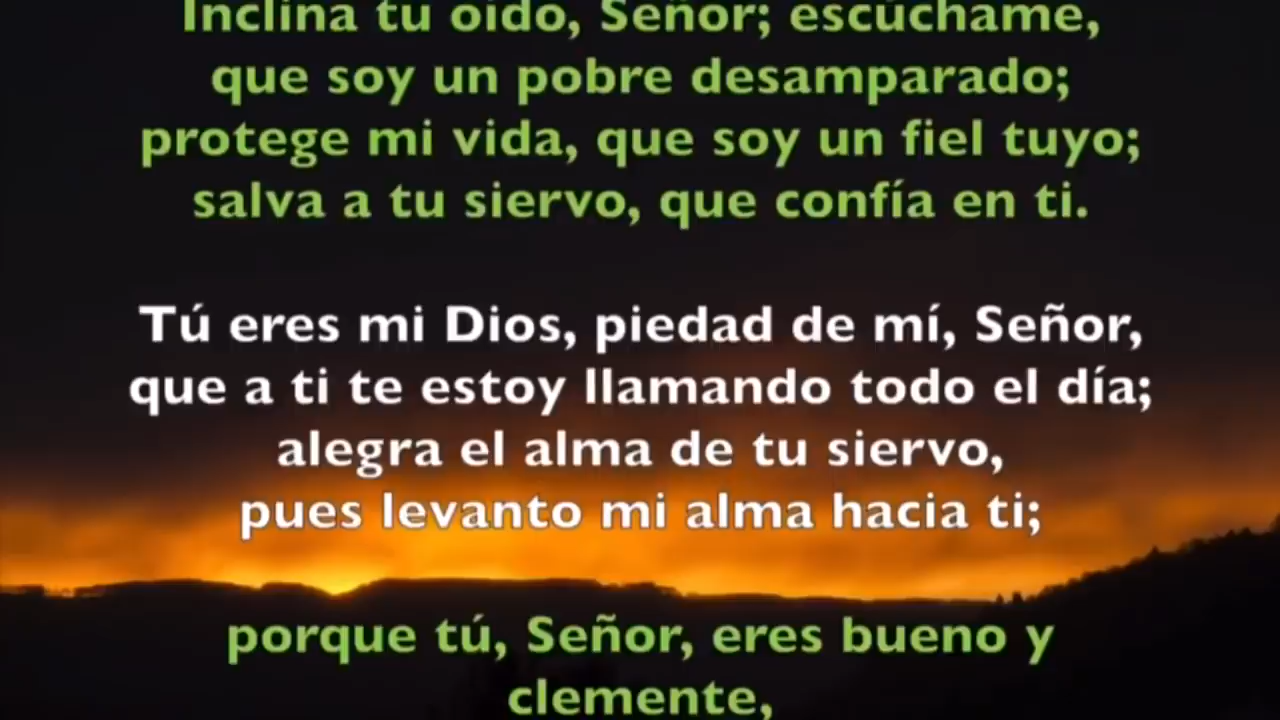 Inclina tu oído, Señor; escúchame,
que soy un pobre desamparado;
protege mi vida, que soy un fiel tuyo;
salva a tu siervo, que confía en ti.
Tú eres mi Dios, piedad de mí, Señor,
que a ti te estoy llamando todo el día;
alegra el alma de tu siervo,
pues levanto mi alma hacia ti;
porque tú, Señor, eres bueno y
clemente,